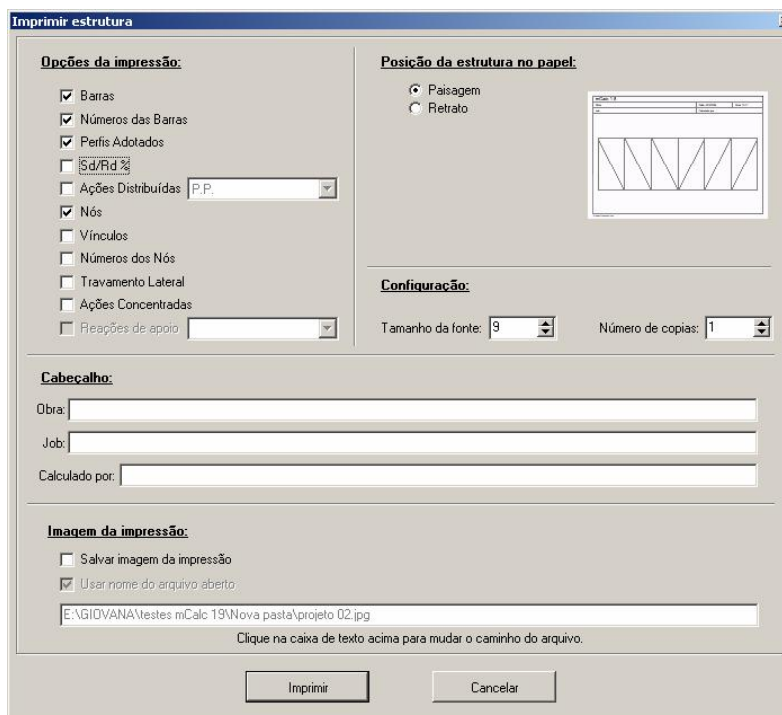 Imprimir estrutura
Opções da impressão:
Barras
Números das Barras
Perfis Adotados
Sd/Rd %
Ações Distribuídas P.P.
Nós
Vínculos
Números dos Nós
Travamento Lateral
Ações Concentradas
Reações de apoio
Posição da estrutura no papel:
Paisagem
Retrato
Configuração:
Tamanho da fonte: 9 Número de copias: 1
Cabeçalho:
Obra:
Job:
Calculado por:
Imagem da impressão:
Salvar imagem da impressão
Usar nome do arquivo aberto
E:\GIOVANA\testes mCalc 19\Nova pasta\projeto 02.jpg
Clique na caixa de texto acima para mudar o caminho do arquivo.
Imprimir Cancelar